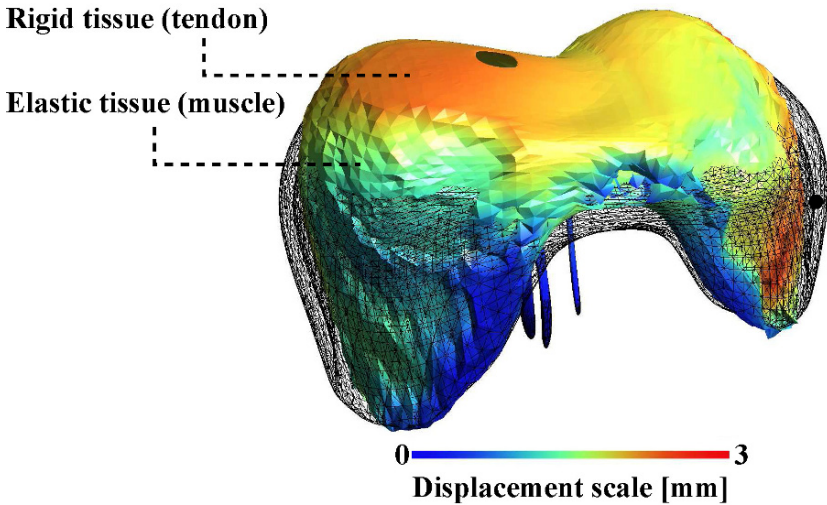 Rigid tissue (tendon)
Elastic tissue (muscle)
0 3
Displacement scale [mm]